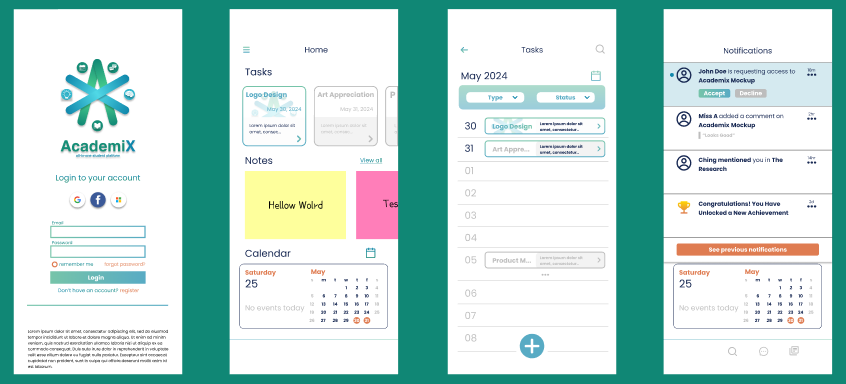 AcademiX
all-in-one student platform
Login to your account
G
f
Email
Password
remember me
forgot password?
Login
Don't have an account? register
Lorem ipsum dolor sit amet, consectetur adipiscing elit, sed do eiusmod
tempor incididunt ut labore et dolore magna aliqua. Ut enim ad minim
veniam, quis nostrud exercitation ullamco laboris nisi ut aliquip ex ea
commodo consequat. Duis aute irure dolor in reprehenderit in voluptate
velit esse cillum dolore eu fugiat nulla pariatur. Excepteur sint occaecat
cupidatat non proident, sunt in culpa qui officia deserunt mollit anim id
est laborum.
Home
Tasks
Logo Design
May 20, 2024
Lorem ipsum dolor sit
amet, consec...
Art Appreciation
May 31, 2024
Lorem ipsum dolor sit
amet, consec...
P
Notes
View all
Hellow Wolrd
Tes
Calendar
Saturday
25
No events today
May
s m t w t f s
1 2 3 4
5 6 7 8 9 10 11
12 13 14 15 16 17 18
19 20 21 22 23 24 25
26 27 28 29 30 31
Tasks
May 2024
Type
Status
30
Logo Design
Lorem ipsum dolor sit
amet, consectetur...
31
Art Appre...
Lorem ipsum dolor sit
amet, consectetur...
01
02
03
04
05
Product M...
Lorem ipsum dolor sit
amet, consectetur...
06
07
08
Notifications
John Doe is requesting access to
Academix Mockup
10m
Accept
Decline
Miss A added a comment on
Academix Mockup
"Looks Good"
2hr
Ching mentioned you in The
Research
14hr
Congratulations! You Have
Unlocked a New Achievement
2d
See previous notifications
Saturday
25
No events today
May
s m t w t f s
1 2 3 4
5 6 7 8 9 10 11
12 13 14 15 16 17 18
19 20 21 22 23 24 25
26 27 28 29 30 31